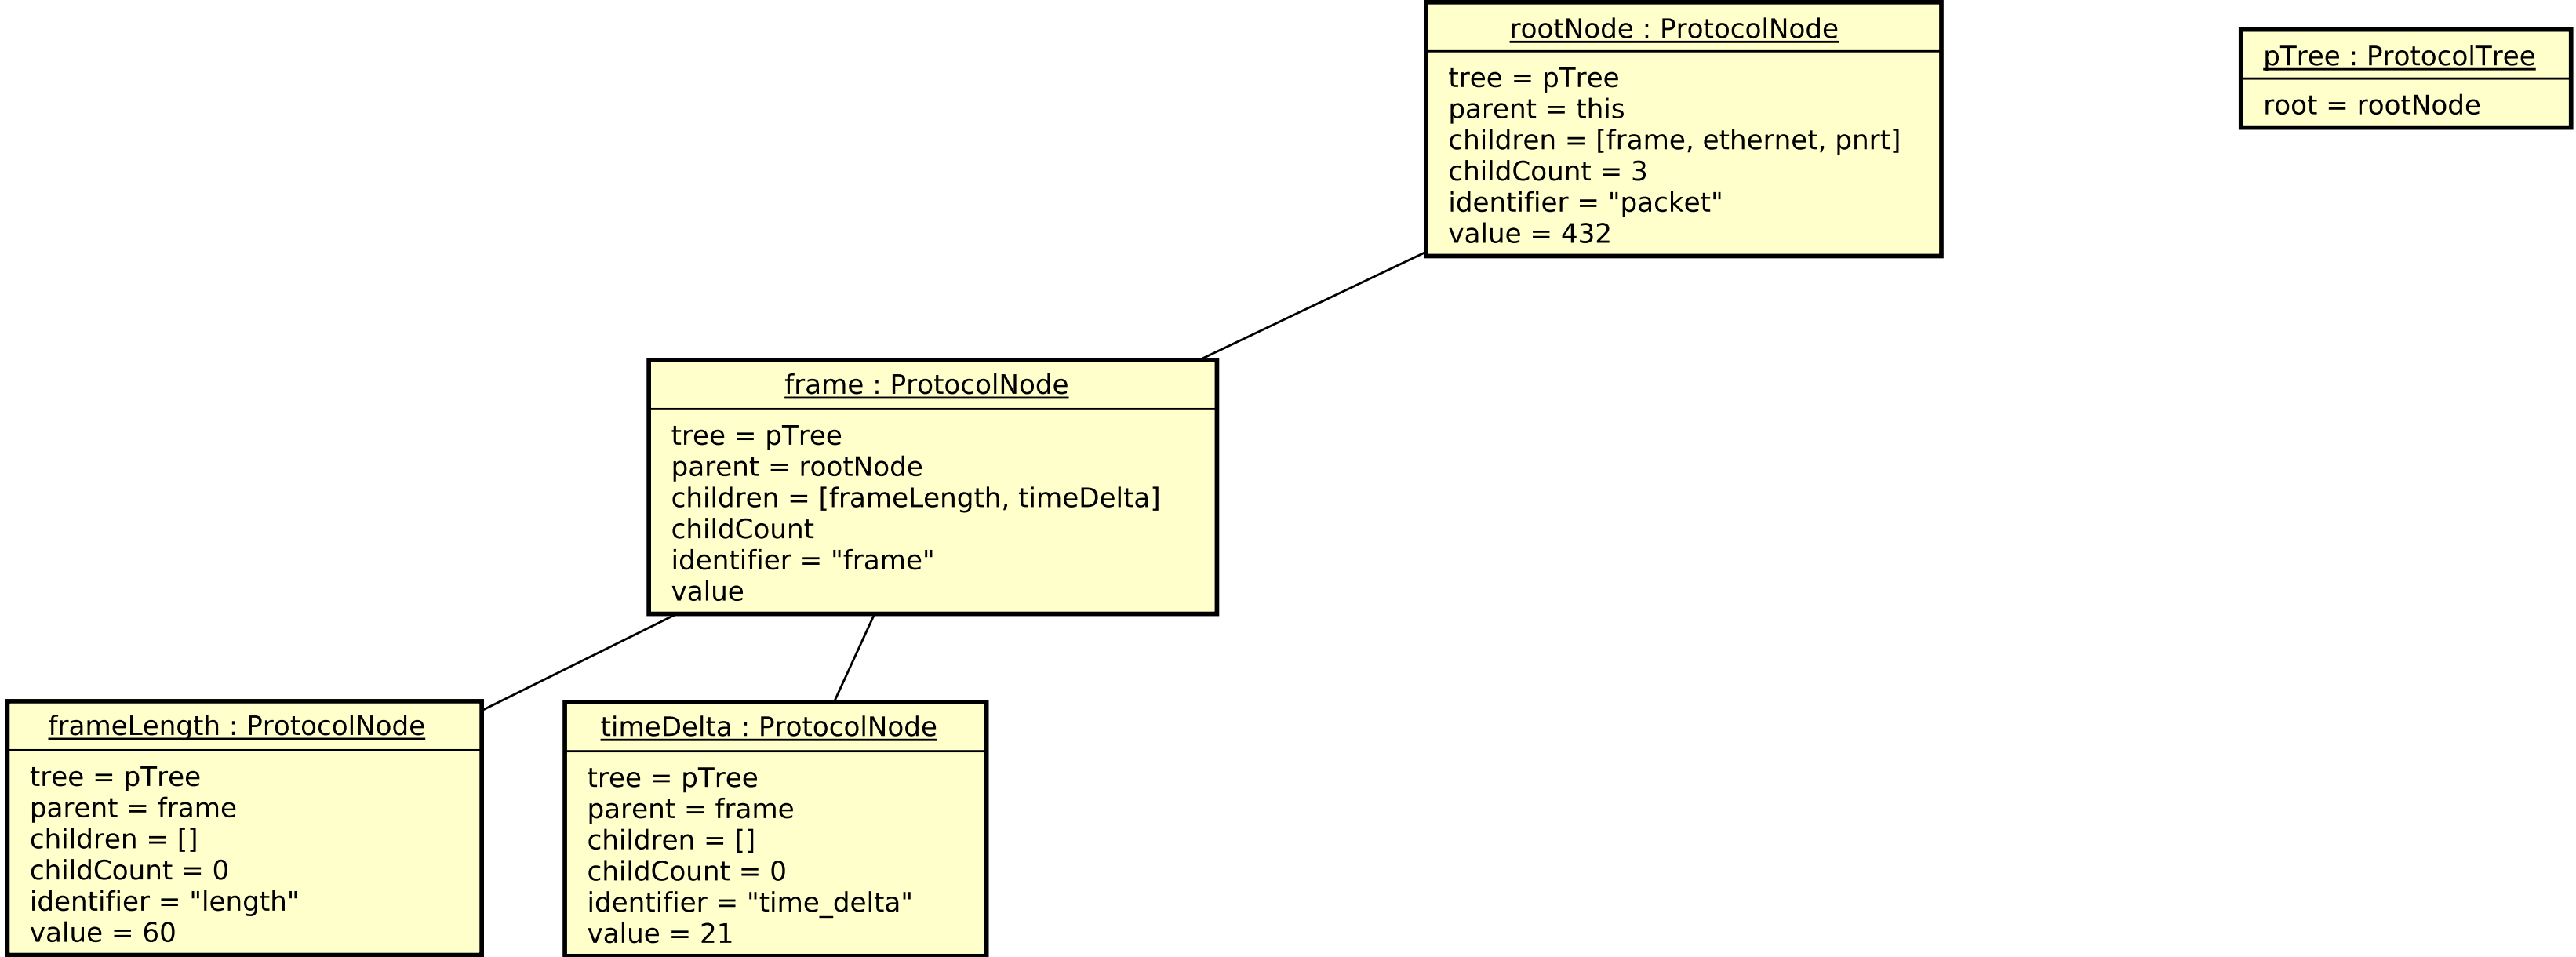 rootNode : ProtocolNode
tree = pTree
parent = this
children = [frame, ethernet, pnrt]
childCount = 3
identifier = "packet"
value = 432
pTree : ProtocolTree
root = rootNode
frame : ProtocolNode
tree = pTree
parent = rootNode
children = [frameLength, timeDelta]
childCount
identifier = "frame"
value
frameLength : ProtocolNode
tree = pTree
parent = frame
children = []
childCount = 0
identifier = "length"
value = 60
timeDelta : ProtocolNode
tree = pTree
parent = frame
children = []
childCount = 0
identifier = "time_delta"
value = 21